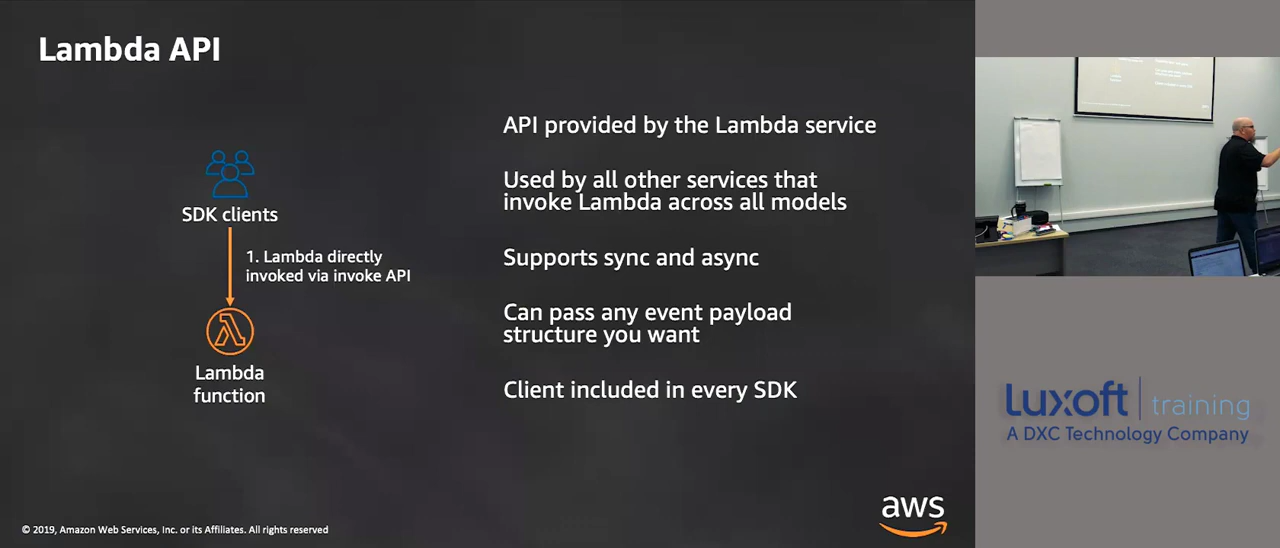 Lambda API
SDK clients
1. Lambda directly
invoked via invoke API
Lambda
function
API provided by the Lambda service
Used by all other services that
invoke Lambda across all models
Supports sync and async
Can pass any event payload
structure you want
Client included in every SDK
© 2019, Amazon Web Services, Inc. or its Affiliates. All rights reserved
aws
luxoft training
A DXC Technology Company